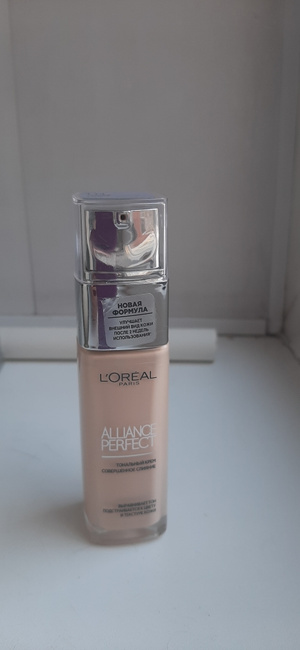 НОВАЯ
ФОРМУЛА
УЛУЧШАЕТ
ВНЕШНИЙ ВИД КОЖИ
ПОСЛЕ 2 НЕДЕЛЬ
ИСПОЛЬЗОВАНИЯ*
L'ORÉAL
PARIS
ALLIANCE
PERFECT
ТОНАЛЬНЫЙ КРЕМ
СОВЕРШЕННОЕ СЛИЯНИЕ